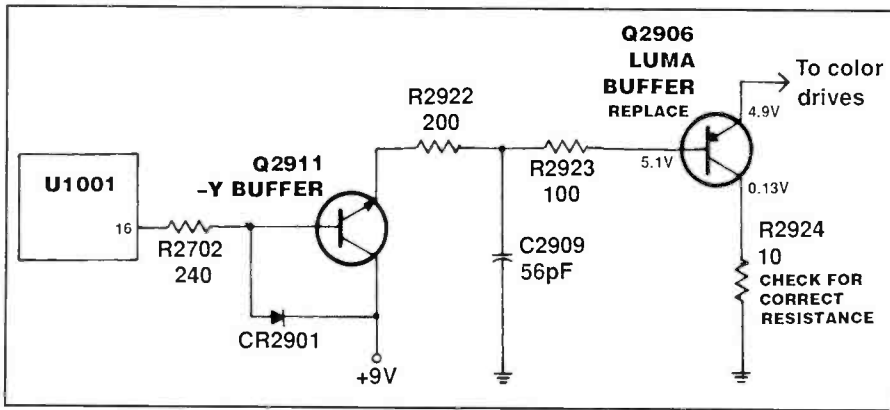 Q2906
LUMA
BUFFER
REPLACE
To color
drives
4.9V
R2922
200
Q2911
-Y BUFFER
U1001
16
R2702
240
R2923
100
5.1V
0.13V
C2909
56pF
R2924
10
CHECK FOR
CORRECT
RESISTANCE
CR2901
+9V